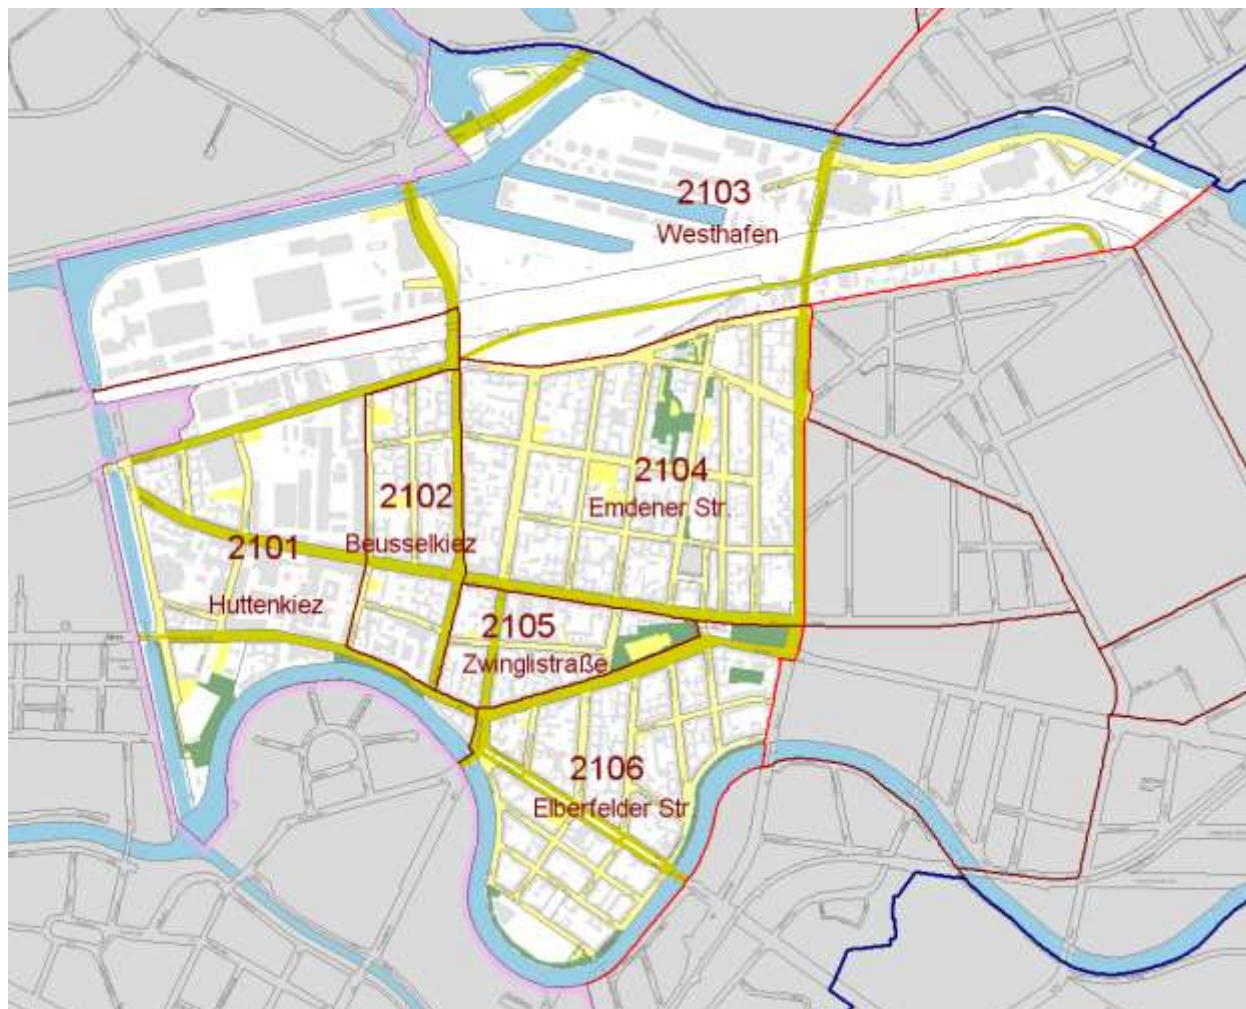 2103
Westhafen
2104
Emdener Str.
2102
Beusselkiez
2101
Huttenkiez
2105
Zwinglistraße
2106
Elberfelder Str.